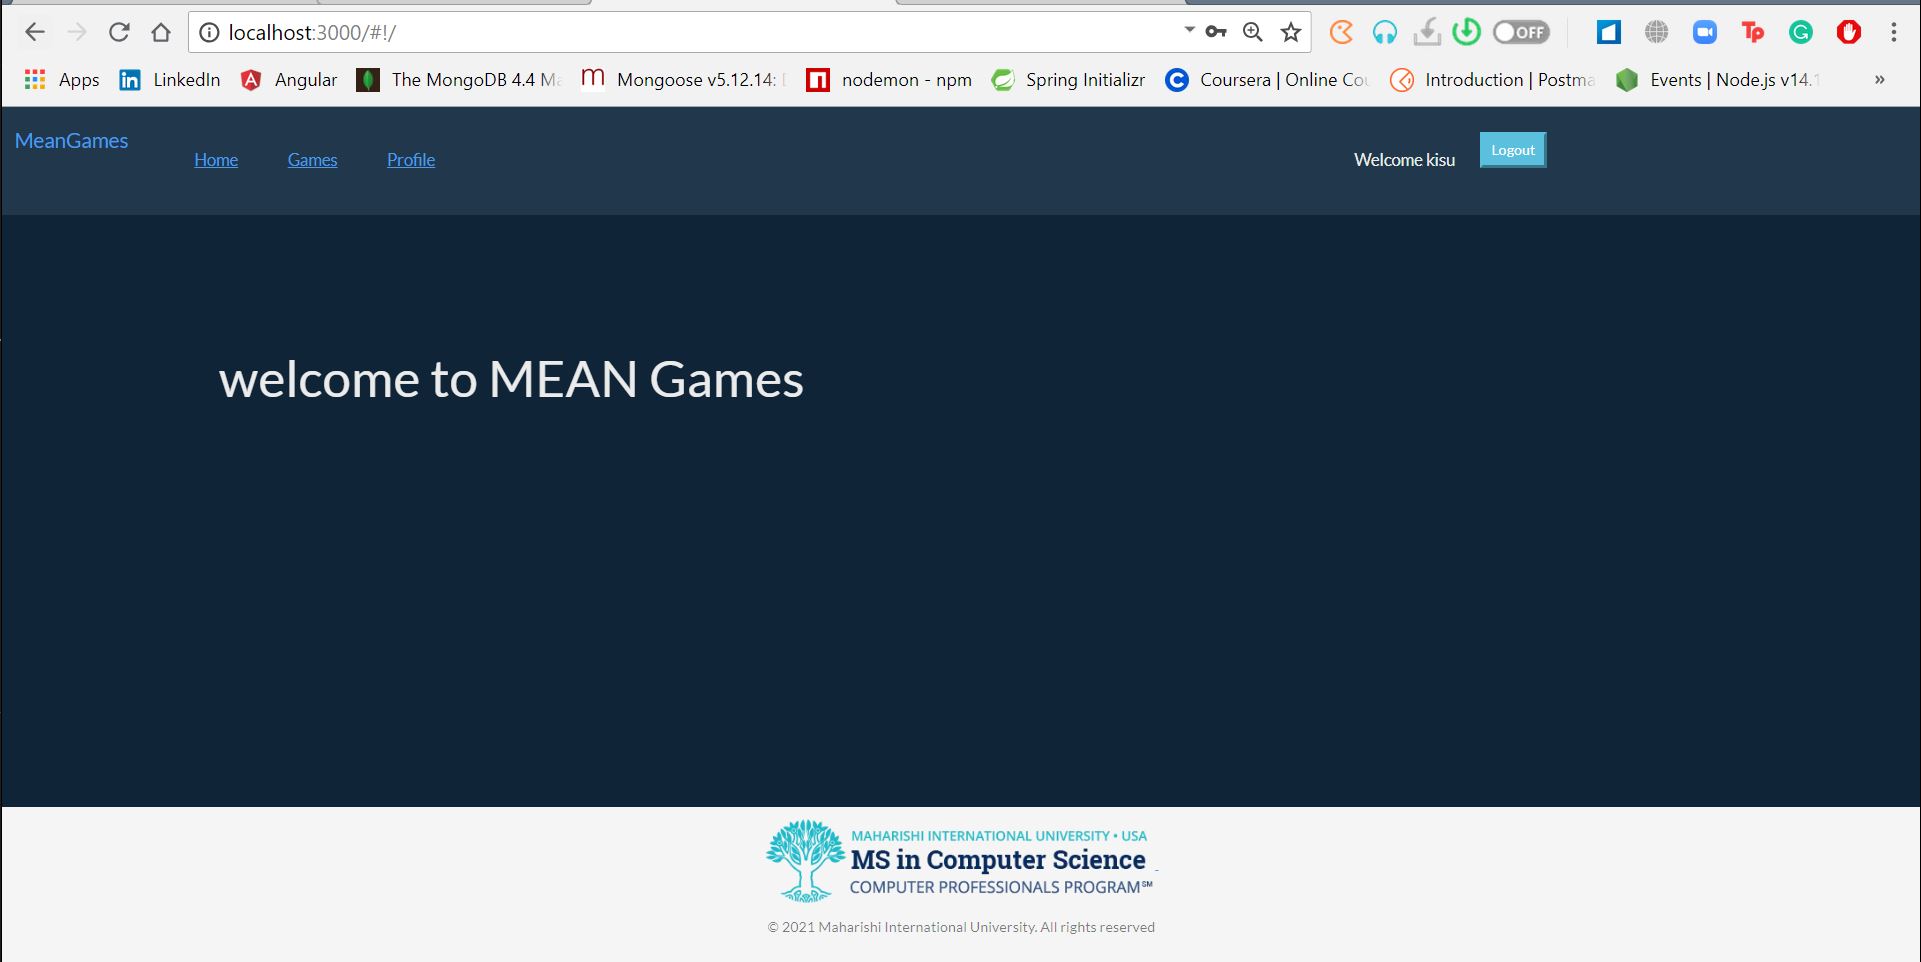 localhost:3000/#!/
OFF
Tp
G
Apps
in LinkedIn
A Angular
The MongoDB 4.4 Ma
m Mongoose v5.12.14:
n nodemon - npm
Spring Initializr
C Coursera | Online Cou
Introduction | Postma
Events | Node.js v14.1
»
MeanGames
Home Games Profile
Welcome kisu
Logout
welcome to MEAN Games
MAHARISHI INTERNATIONAL UNIVERSITY • USA
MS in Computer Science
COMPUTER PROFESSIONALS PROGRAM℠
© 2021 Maharishi International University. All rights reserved